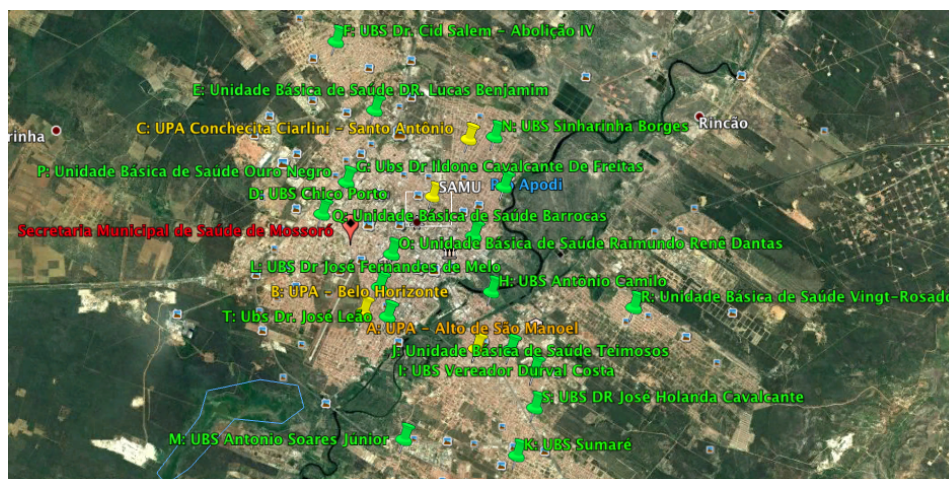 F: UBS Dr. Cid Salem - Abolição IV
E: Unidade Básica de Saúde DR. Lucas Benjamim
C: UPA Conchecita Ciarlini - Santo Antônio
N: UBS Sinharinha Borges
Rincão
arinha
G: Ubs Dr Ildone Cavalcante De Freitas
P: Unidade Básica de Saúde Ouro Negro
SAMU
Rio Apodi
D: UBS Chico Porto
Q: Unidade Básica de Saúde Barrocas
Secretaria Municipal de Saúde de Mossoró
O: Unidade Básica de Saúde Raimundo Renê Dantas
L: UBS Dr José Fernandes de Melo
H: UBS Antônio Camilo
B: UPA - Belo Horizonte
R: Unidade Básica de Saúde Vingt-Rosado
T: Ubs Dr. José Leão
A: UPA - Alto de São Manoel
J: Unidade Básica de Saúde Teimosos
I: UBS Vereador Durval Costa
S: UBS DR José Holanda Cavalcante
M: UBS Antonio Soares Júnior
K: UBS Sumaré